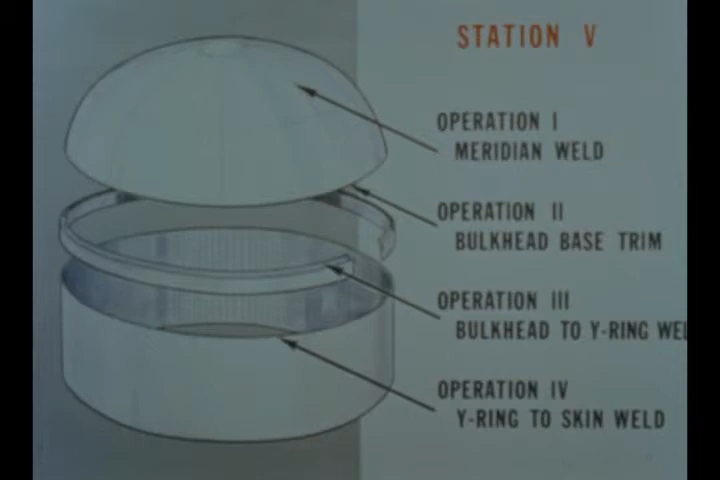 STATION V
OPERATION I
MERIDIAN WELD
OPERATION II
BULKHEAD BASE TRIM
OPERATION III
BULKHEAD TO Y-RING WEL
OPERATION IV
Y-RING TO SKIN WELD